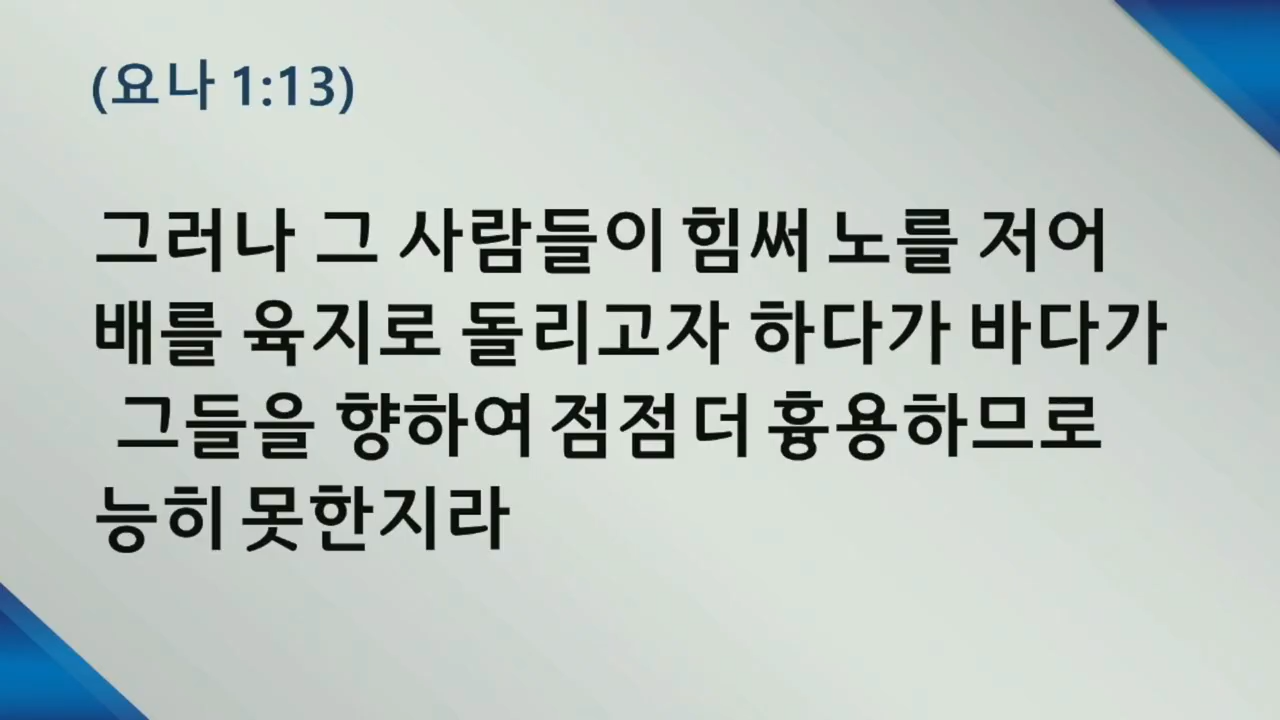 (요나 1:13)
그러나 그 사람들이 힘써 노를 저어
배를 육지로 돌리고자 하다가 바다가
그들을 향하여 점점 더 흉용하므로
능히 못한지라